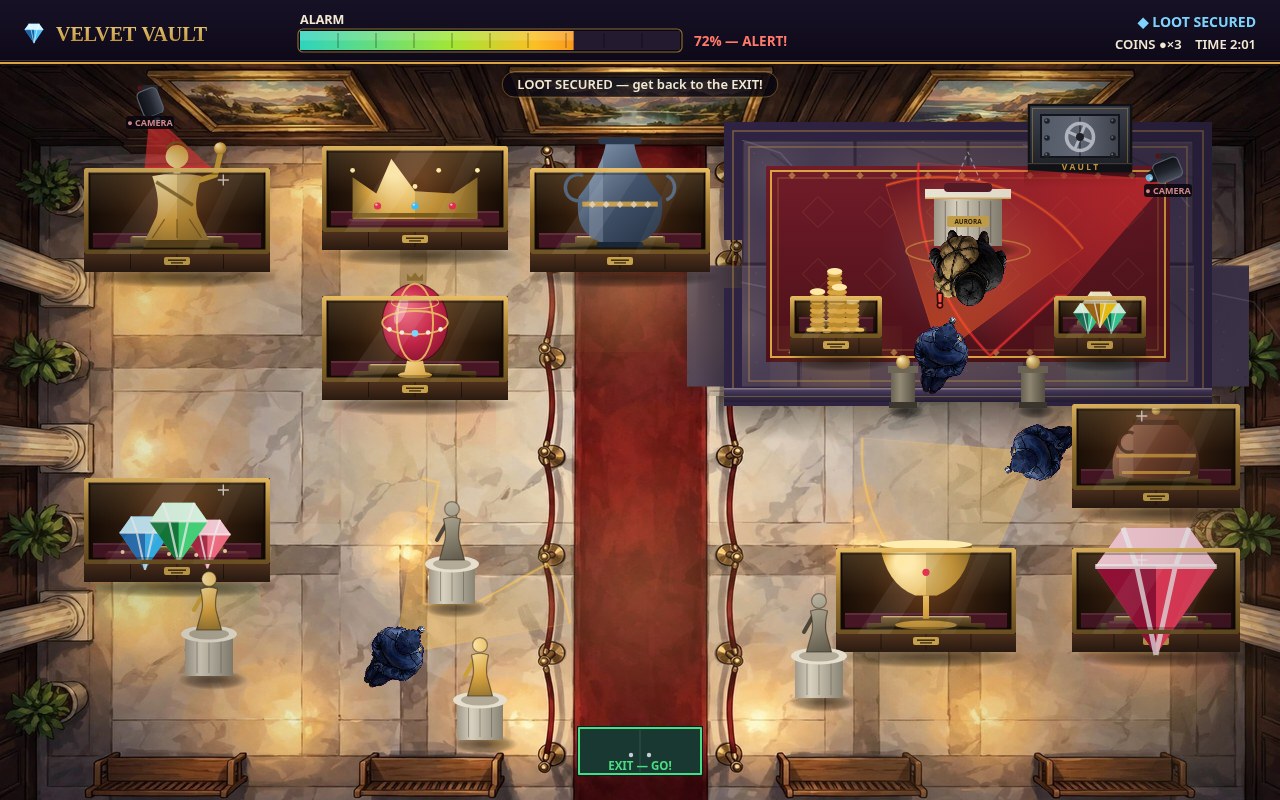 VELVET VAULT
ALARM
72% — ALERT!
◆ LOOT SECURED
COINS ●×3 TIME 2:01
LOOT SECURED — get back to the EXIT!
● CAMERA
VAULT
● CAMERA
AURORA
!
EXIT — GO!